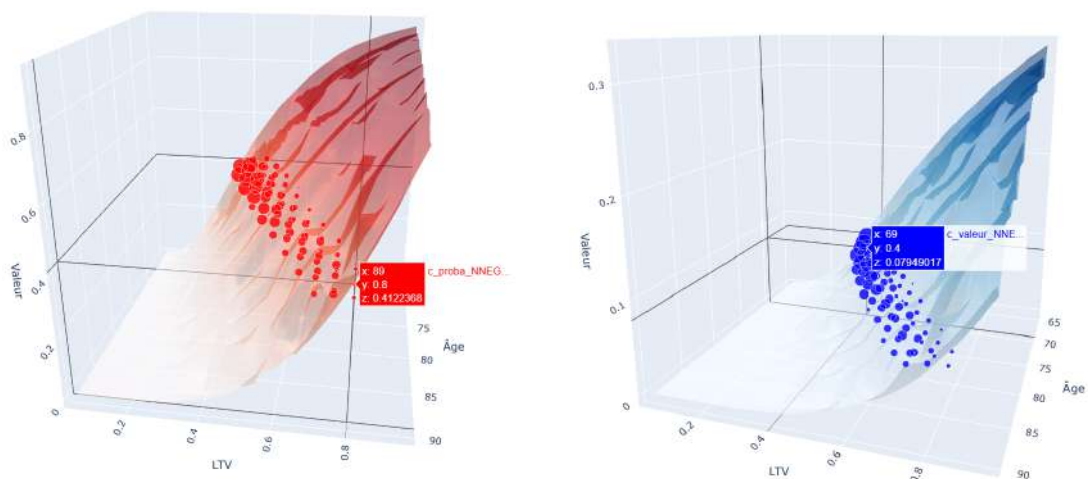 0.8
0.6
0.4
0.2
Valeur
0
0.2
0.4
0.6
0.8
LTV
75
80
85
90
Âge
x: 89
y: 0.8
z: 0.4122368
c_proba_NNEG...
0.3
0.2
0.1
0
Valeur
0.2
0.4
0.6
0.8
LTV
65
70
75
80
85
90
Âge
x: 69
y: 0.4
z: 0.07949017
c_valeur_NNE...